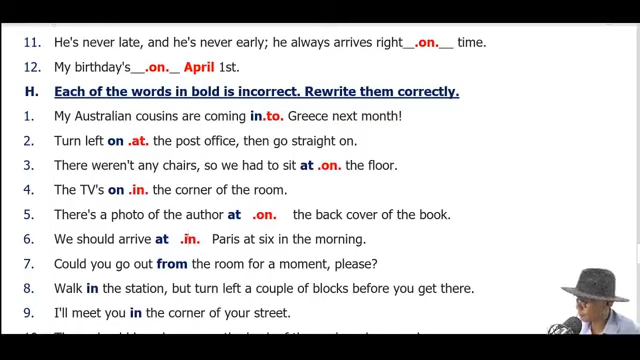 11. He's never late, and he's never early; he always arrives right__.on.__ time.
12. My birthday's__.on._ April 1st.
H. Each of the words in bold is incorrect. Rewrite them correctly.
1. My Australian cousins are coming in.to. Greece next month!
2. Turn left on .at. the post office, then go straight on.
3. There weren't any chairs, so we had to sit at .on. the floor.
4. The TV's on .in. the corner of the room.
5. There's a photo of the author at .on. the back cover of the book.
6. We should arrive at .in. Paris at six in the morning.
7. Could you go out from the room for a moment, please?
8. Walk in the station, but turn left a couple of blocks before you get there.
9. I'll meet you in the corner of your street.